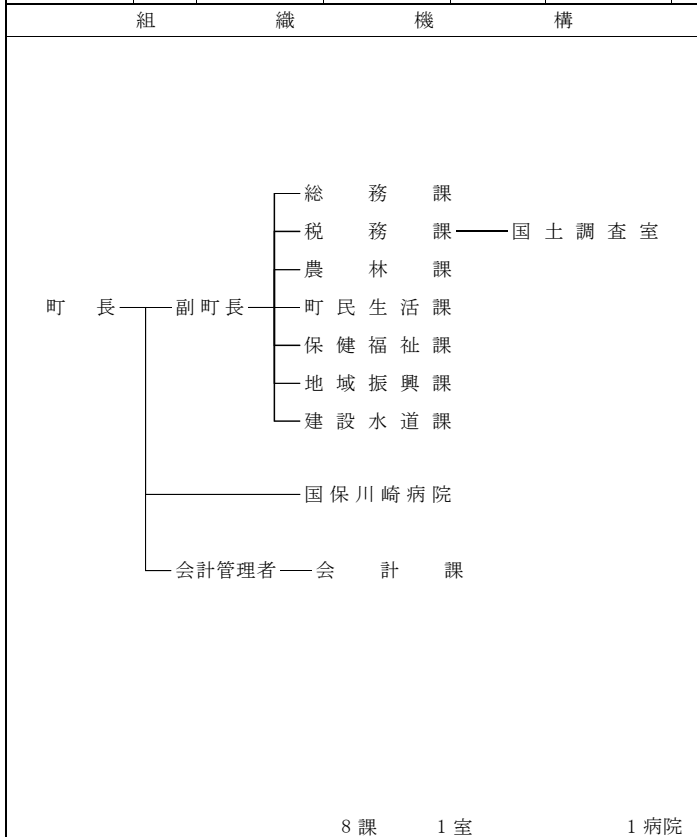 組織機構
総務課
税務課 国土調査室
農林課
町長 副町長 町民生活課
保健福祉課
地域振興課
建設水道課
国保川崎病院
会計管理者 会計課
8課 1室 1病院